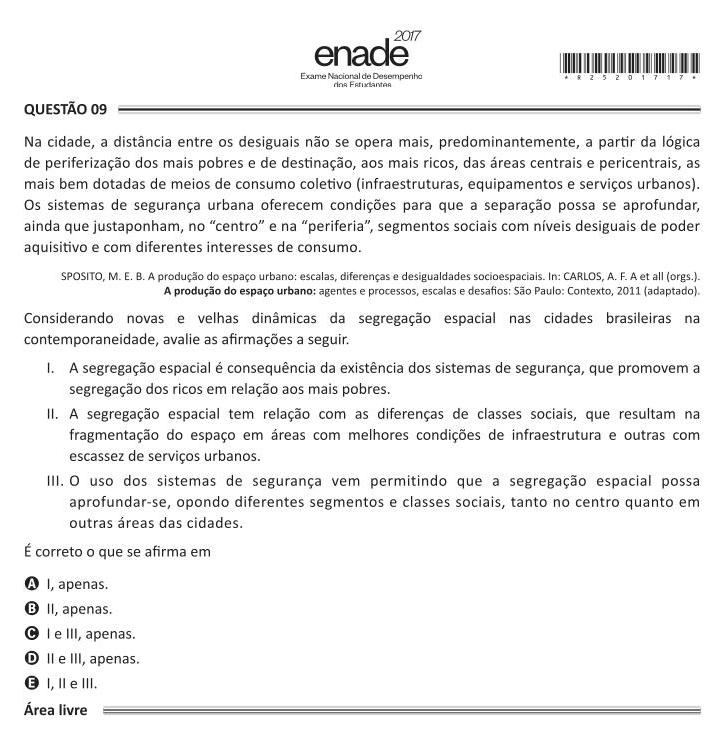 2017
enade
Exame Nacional de Desempenho
dos Estudantes
* R 2 5 2 0 1 7 1 7 *
QUESTÃO 09
Na cidade, a distância entre os desiguais não se opera mais, predominantemente, a partir da lógica
de periferização dos mais pobres e de destinação, aos mais ricos, das áreas centrais e pericentrais, as
mais bem dotadas de meios de consumo coletivo (infraestruturas, equipamentos e serviços urbanos).
Os sistemas de segurança urbana oferecem condições para que a separação possa se aprofundar,
ainda que justaponham, no “centro” e na “periferia”, segmentos sociais com níveis desiguais de poder
aquisitivo e com diferentes interesses de consumo.
SPOSITO, M. E. B. A produção do espaço urbano: escalas, diferenças e desigualdades socioespaciais. In: CARLOS, A. F. A et all (orgs.).
A produção do espaço urbano: agentes e processos, escalas e desafios: São Paulo: Contexto, 2011 (adaptado).
Considerando novas e velhas dinâmicas da segregação espacial nas cidades brasileiras na
contemporaneidade, avalie as afirmações a seguir.
I. A segregação espacial é consequência da existência dos sistemas de segurança, que promovem a
segregação dos ricos em relação aos mais pobres.
II. A segregação espacial tem relação com as diferenças de classes sociais, que resultam na
fragmentação do espaço em áreas com melhores condições de infraestrutura e outras com
escassez de serviços urbanos.
III. O uso dos sistemas de segurança vem permitindo que a segregação espacial possa
aprofundar-se, opondo diferentes segmentos e classes sociais, tanto no centro quanto em
outras áreas das cidades.
É correto o que se afirma em
A I, apenas.
B II, apenas.
C I e III, apenas.
D II e III, apenas.
E I, II e III.
Área livre